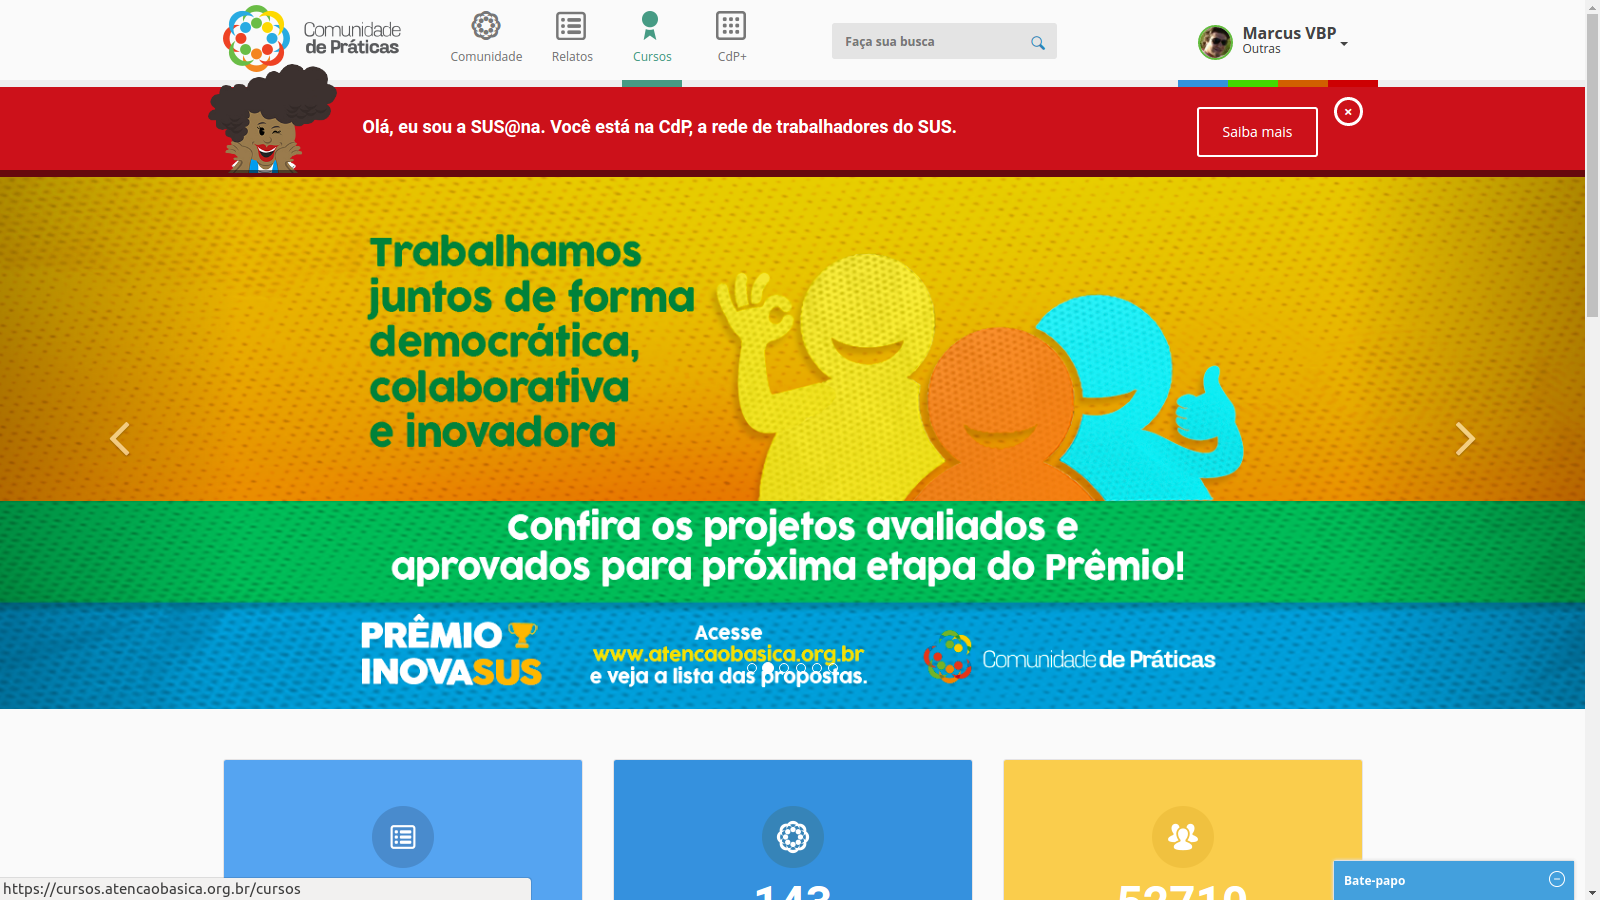 Comunidade
de Práticas
Comunidade
Relatos
Cursos
CdP+
Faça sua busca
Marcus VBP
Outras
Olá, eu sou a SUS@na. Você está na CdP, a rede de trabalhadores do SUS.
Saiba mais
Trabalhamos
juntos de forma
democrática,
colaborativa
e inovadora
Confira os projetos avaliados e
aprovados para próxima etapa do Prêmio!
PRÊMIO
INOVASUS
Acesse
www.atencaobasica.org.br
e veja a lista das propostas.
Comunidade de Práticas
143
52719
Bate-papo
https://cursos.atencaobasica.org.br/cursos